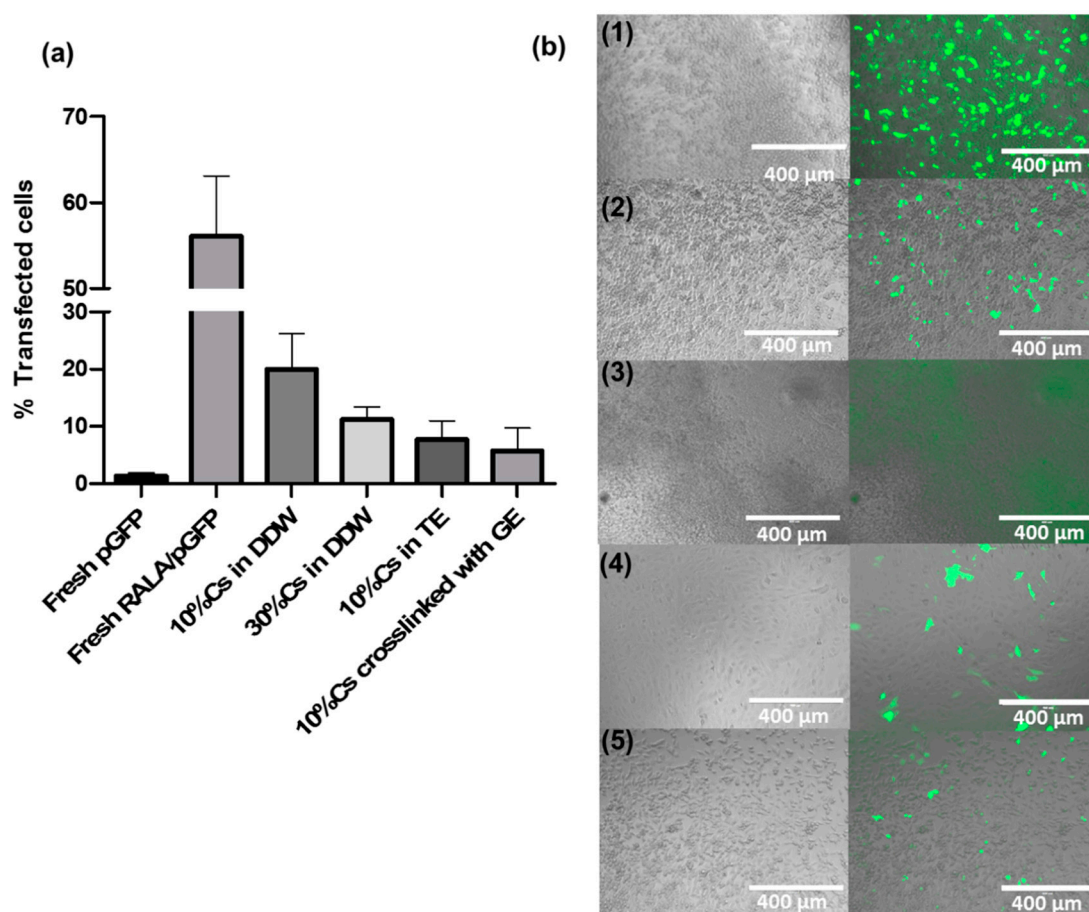 (a)
% Transfected cells
70
60
50
30
20
10
0
Fresh pGFP
Fresh RALA/pGFP
10%Cs in DDW
30%Cs in DDW
10%Cs in TE
10%Cs crosslinked with GE
(b)
(1)
400 µm
400 µm
(2)
400 µm
400 µm
(3)
400 µm
400 µm
(4)
400 µm
400 µm
(5)
400 µm
400 µm